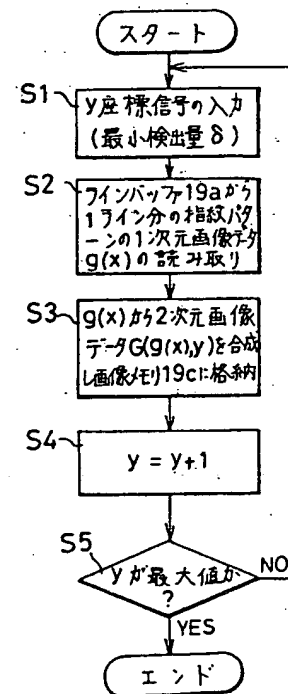 スタート
S1
Y座標信号の入力
(最小検出量δ)
S2
ラインバッファ19aから
1ライン分の指紋パタ
ーンの1次元画像データ
g(x)の読み取り
S3
g(x)から2次元画像
データG(g(x),y)を合成
し画像メモリ19cに格納
S4
y=y+1
S5
yが最大値か
?
NO
YES
エンド